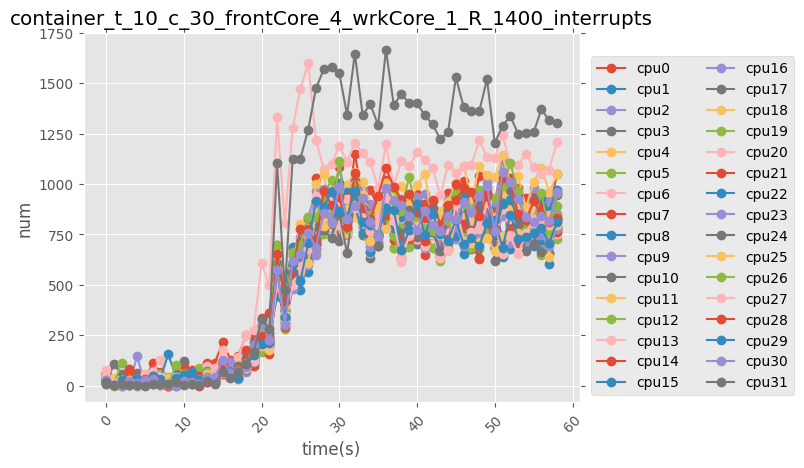 container_t_10_c_30_frontCore_4_wrkCore_1_R_1400_interrupts
1750
1500
1250
1000
750
500
250
0
num
0
10
20
30
40
50
60
time(s)
cpu0
cpu1
cpu2
cpu3
cpu4
cpu5
cpu6
cpu7
cpu8
cpu9
cpu10
cpu11
cpu12
cpu13
cpu14
cpu15
cpu16
cpu17
cpu18
cpu19
cpu20
cpu21
cpu22
cpu23
cpu24
cpu25
cpu26
cpu27
cpu28
cpu29
cpu30
cpu31